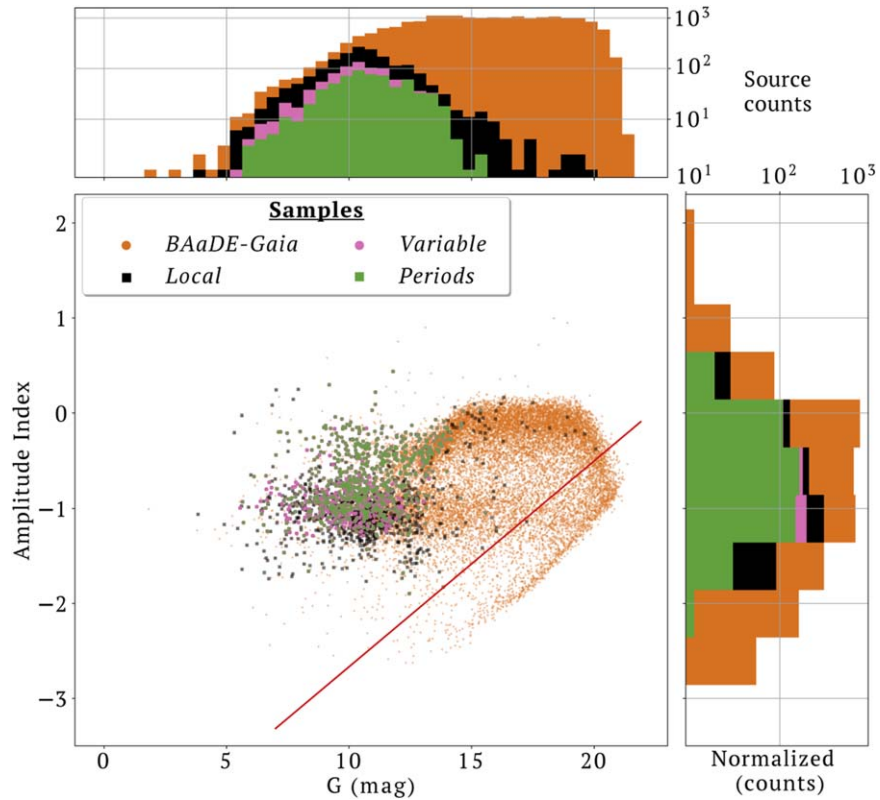 10³
10²
10¹
Source
counts
10¹ 10² 10³
Samples
BAaDE-Gaia Variable
Local Periods
2
1
0
−1
−2
−3
Amplitude Index
0 5 10 15 20
G (mag)
Normalized
(counts)